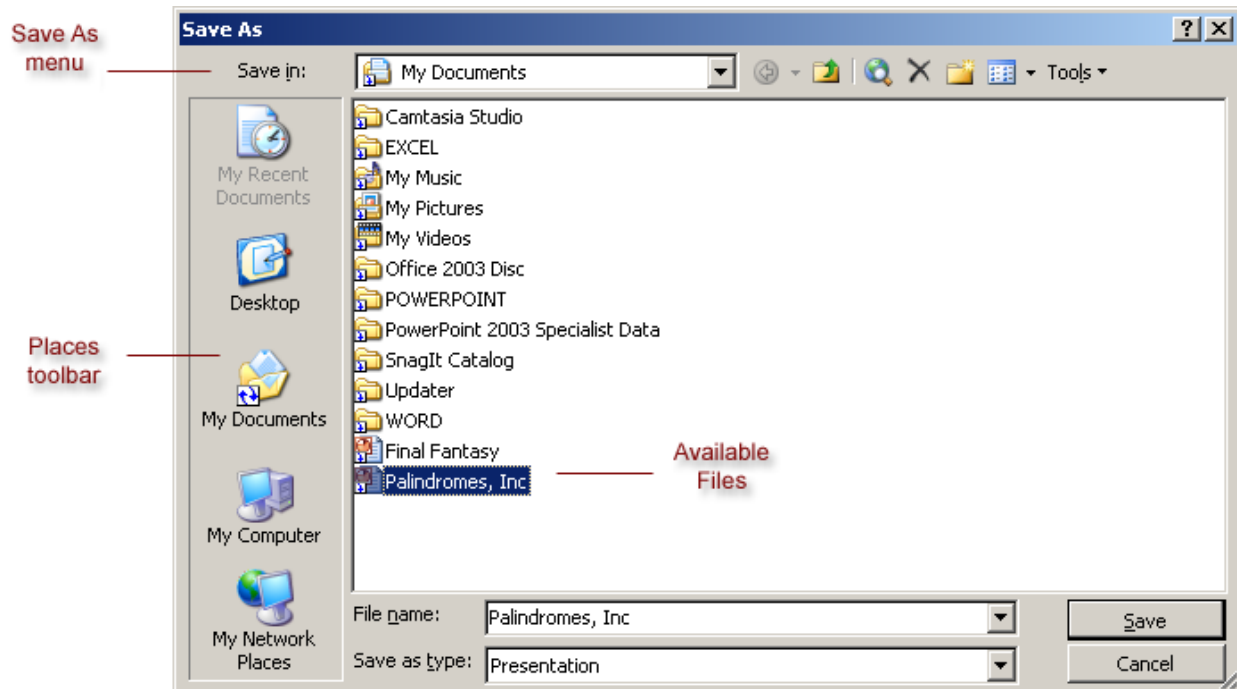 Save As
menu
Save As
Save in:
My Documents
Tools
My Recent
Documents
Desktop
My Documents
My Computer
My Network
Places
Places
toolbar
Camtasia Studio
EXCEL
My Music
My Pictures
My Videos
Office 2003 Disc
POWERPOINT
PowerPoint 2003 Specialist Data
SnagIt Catalog
Updater
WORD
Final Fantasy
Palindromes, Inc
Available
Files
File name:
Palindromes, Inc
Save
Save as type:
Presentation
Cancel